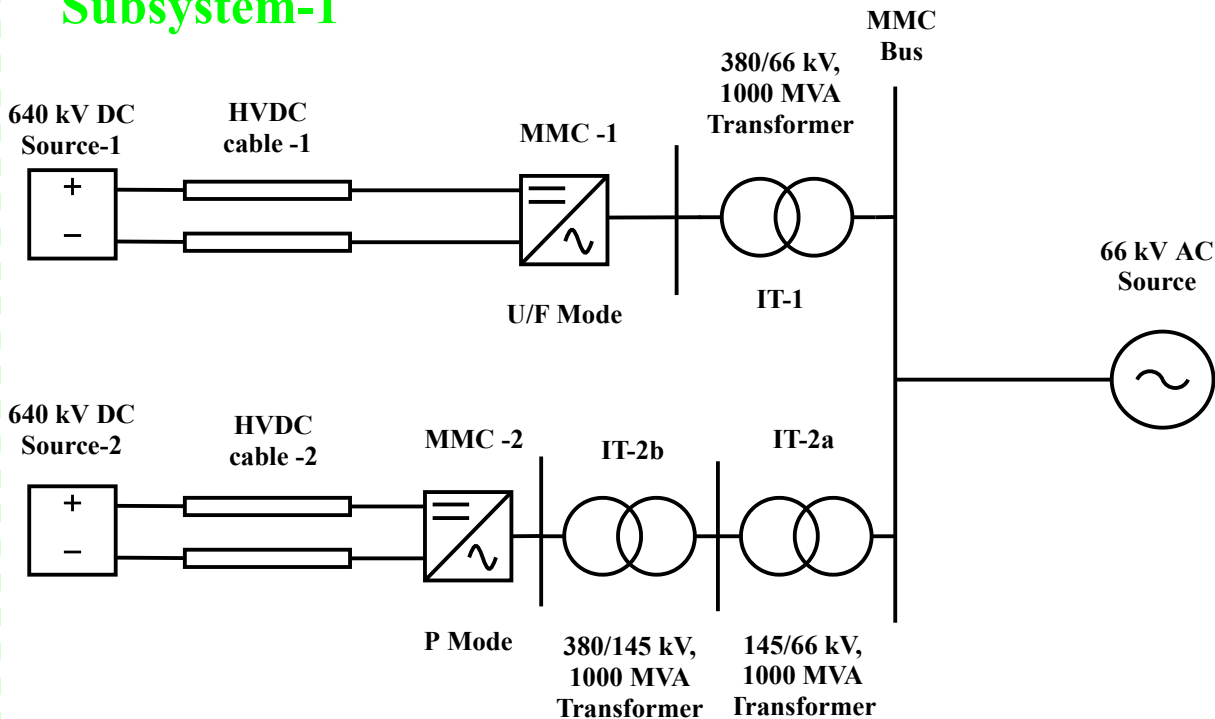 Subsystem-1
MMC
Bus
380/66 kV,
1000 MVA
Transformer
640 kV DC
Source-1
HVDC
cable -1
MMC -1
+
−
U/F Mode
IT-1
66 kV AC
Source
640 kV DC
Source-2
HVDC
cable -2
MMC -2
IT-2b
IT-2a
+
−
P Mode
380/145 kV,
1000 MVA
Transformer
145/66 kV,
1000 MVA
Transformer